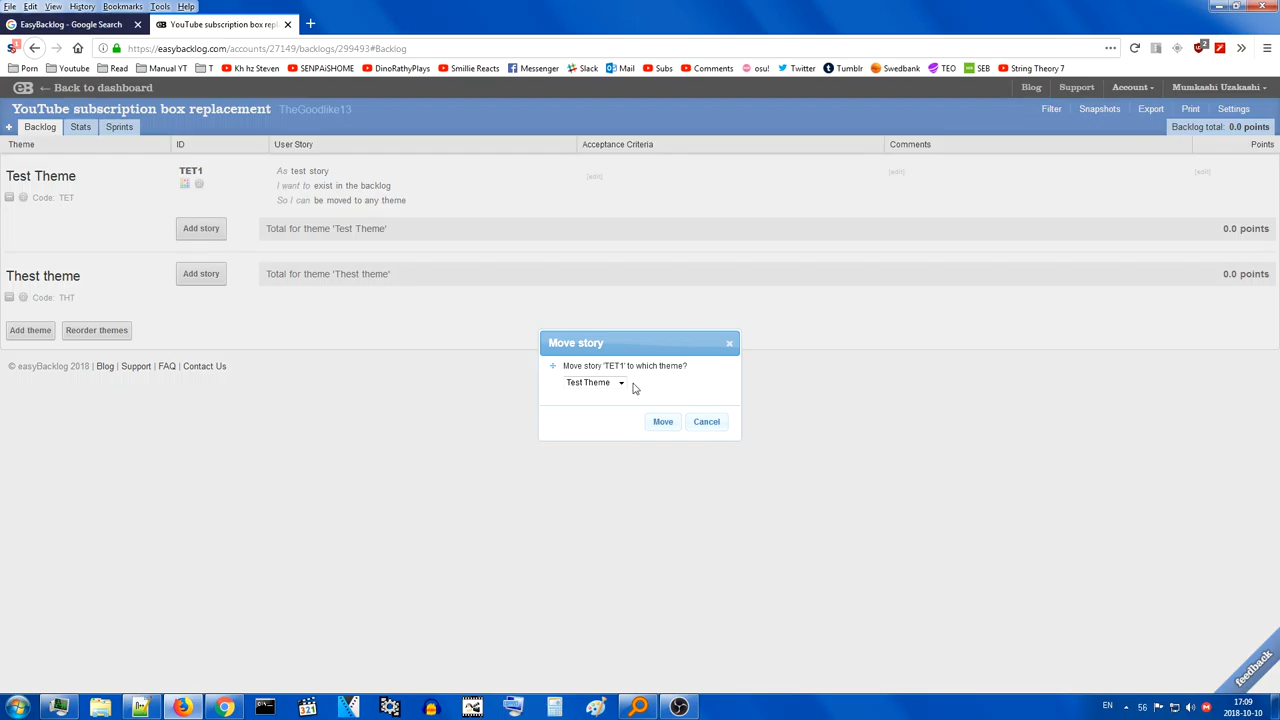 File Edit View History Bookmarks Tools Help
EasyBacklog - Google Search × YouTube subscription box repl × +
https://easybacklog.com/accounts/27149/backlogs/299493#Backlog
Porn Youtube Read Manual YT T Kh hz Steven SENPAiSHOME DinoRathyPlays Smillie Reacts Messenger Slack Mail Subs Comments osu! Twitter Tumblr Swedbank TEO SEB String Theory 7
← Back to dashboard Blog Support Account Mumkashi Uzakashi
YouTube subscription box replacement TheGoodlike13 Filter Snapshots Export Print Settings
+ Backlog Stats Sprints Backlog total: 0.0 points
Theme ID User Story Acceptance Criteria Comments Points
Test Theme TET1 As test story [edit] [edit] [edit]
I want to exist in the backlog
Code: TET So I can be moved to any theme
Add story Total for theme 'Test Theme' 0.0 points
Thest theme Add story Total for theme 'Thest theme' 0.0 points
Code: THT
Add theme Reorder themes
Move story ×
© easyBacklog 2018 | Blog | Support | FAQ | Contact Us
Move story 'TET1' to which theme?
Test Theme
Move Cancel
feedback
EN 56 17:09
2018-10-10